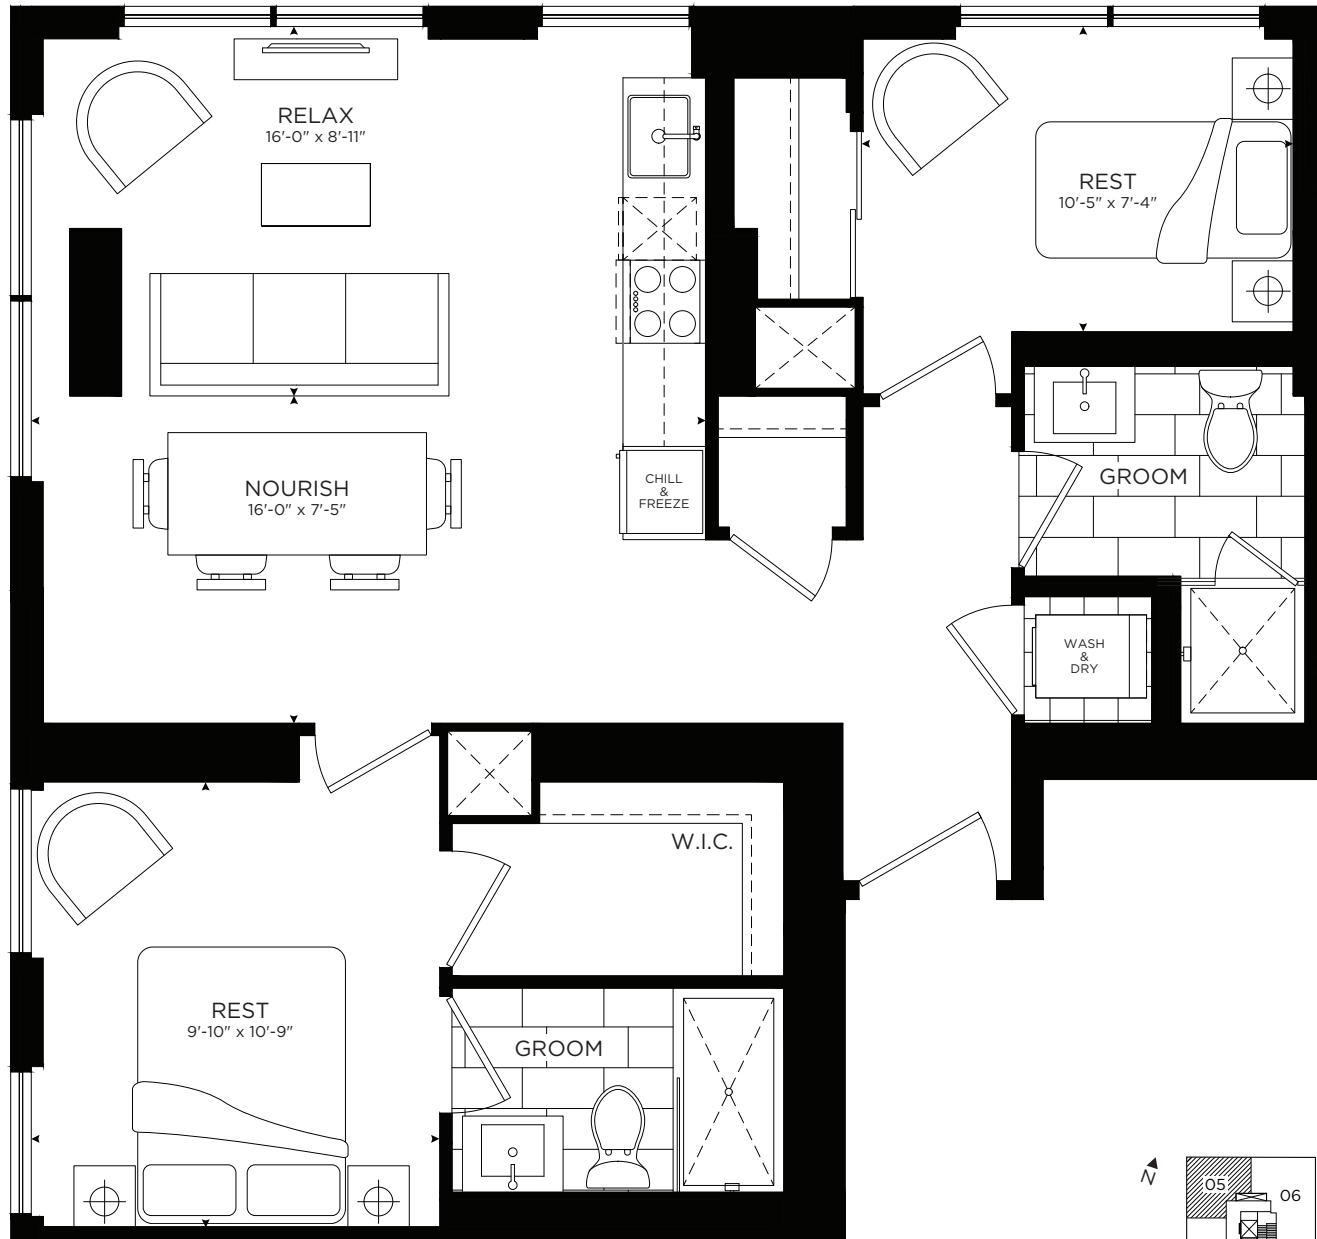 RELAX
16'-0" x 8'-11"
REST
10'-5" x 7'-4"
NOURISH
16'-0" x 7'-5"
CHILL
&
FREEZE
GROOM
WASH
&
DRY
W.I.C.
REST
9'-10" x 10'-9"
GROOM
N
05
06